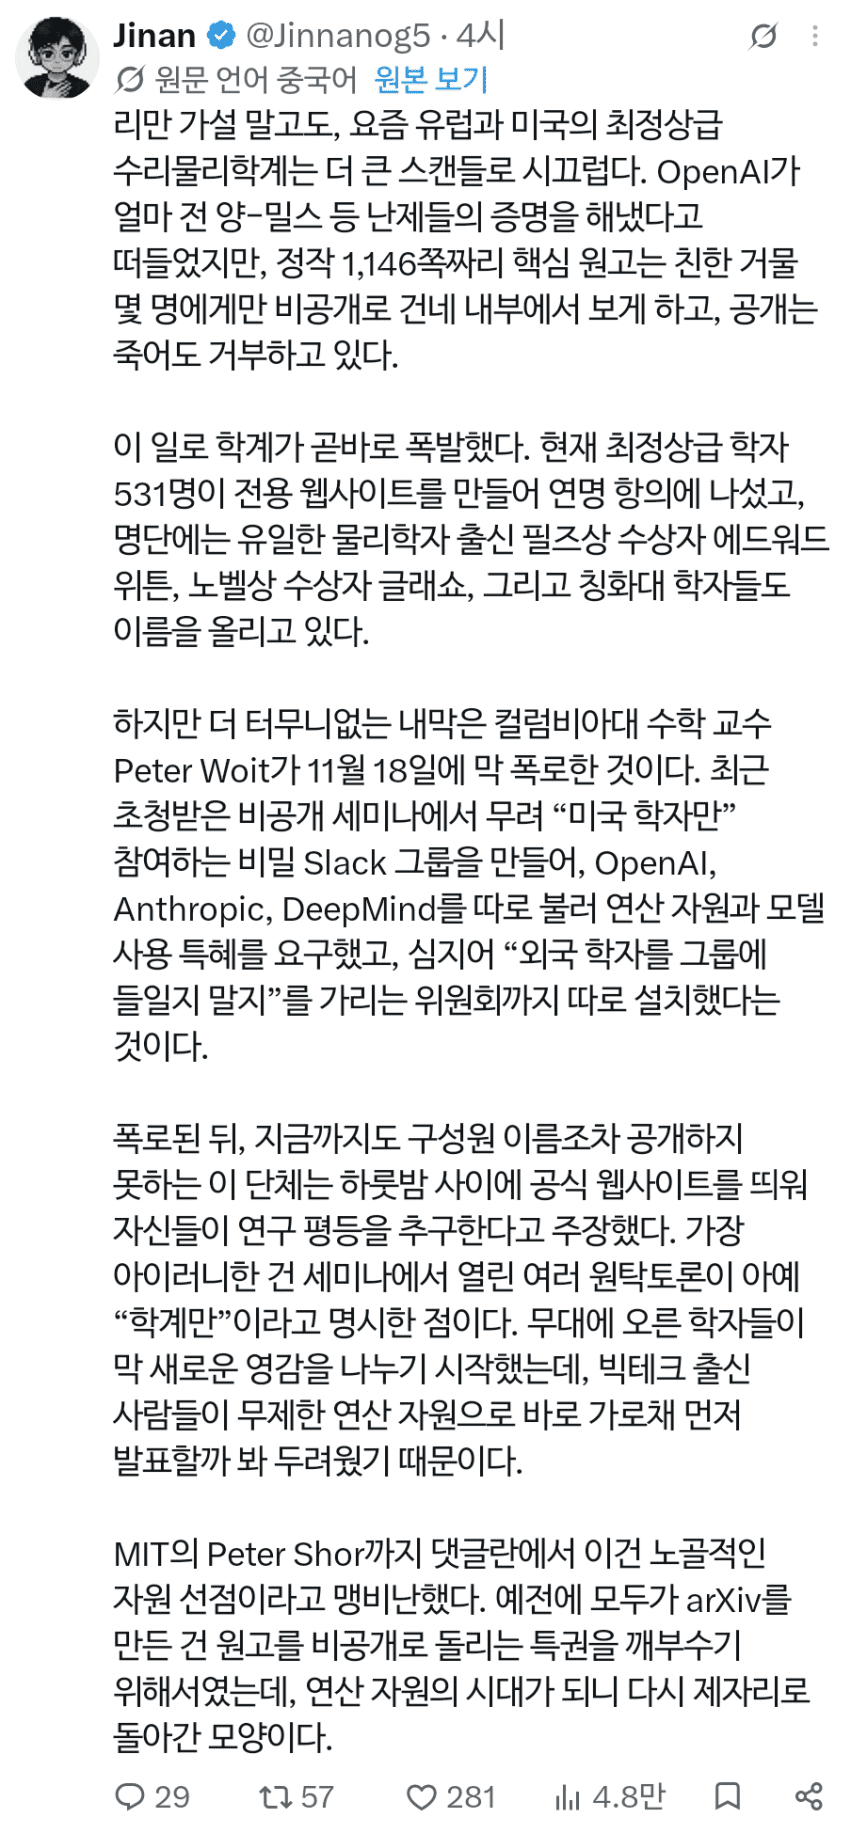 Jinan @Jinnanog5 · 4시
원문 언어 중국어 원본 보기
리만 가설 말고도, 요즘 유럽과 미국의 최정상급
수리물리학계는 더 큰 스캔들로 시끄럽다. OpenAI가
얼마 전 양-밀스 등 난제들의 증명을 해냈다고
떠들었지만, 정작 1,146쪽짜리 핵심 원고는 친한 거물
몇 명에게만 비공개로 건네 내부에서 보게 하고, 공개는
죽어도 거부하고 있다.
이 일로 학계가 곧바로 폭발했다. 현재 최정상급 학자
531명이 전용 웹사이트를 만들어 연명 항의에 나섰고,
명단에는 유일한 물리학자 출신 필즈상 수상자 에드워드
위튼, 노벨상 수상자 글래쇼, 그리고 칭화대 학자들도
이름을 올리고 있다.
하지만 더 터무니없는 내막은 컬럼비아대 수학 교수
Peter Woit가 11월 18일에 막 폭로한 것이다. 최근
초청받은 비공개 세미나에서 무려 “미국 학자만”
참여하는 비밀 Slack 그룹을 만들어, OpenAI,
Anthropic, DeepMind를 따로 불러 연산 자원과 모델
사용 특혜를 요구했고, 심지어 “외국 학자를 그룹에
들일지 말지”를 가리는 위원회까지 따로 설치했다는
것이다.
폭로된 뒤, 지금까지도 구성원 이름조차 공개하지
못하는 이 단체는 하룻밤 사이에 공식 웹사이트를 띄워
자신들이 연구 평등을 추구한다고 주장했다. 가장
아이러니한 건 세미나에서 열린 여러 원탁토론이 아예
“학계만”이라고 명시한 점이다. 무대에 오른 학자들이
막 새로운 영감을 나누기 시작했는데, 빅테크 출신
사람들이 무제한 연산 자원으로 바로 가로채 먼저
발표할까 봐 두려웠기 때문이다.
MIT의 Peter Shor까지 댓글란에서 이건 노골적인
자원 선점이라고 맹비난했다. 예전에 모두가 arXiv를
만든 건 원고를 비공개로 돌리는 특권을 깨부수기
위해서였는데, 연산 자원의 시대가 되니 다시 제자리로
돌아간 모양이다.
29 57 281 4.8만